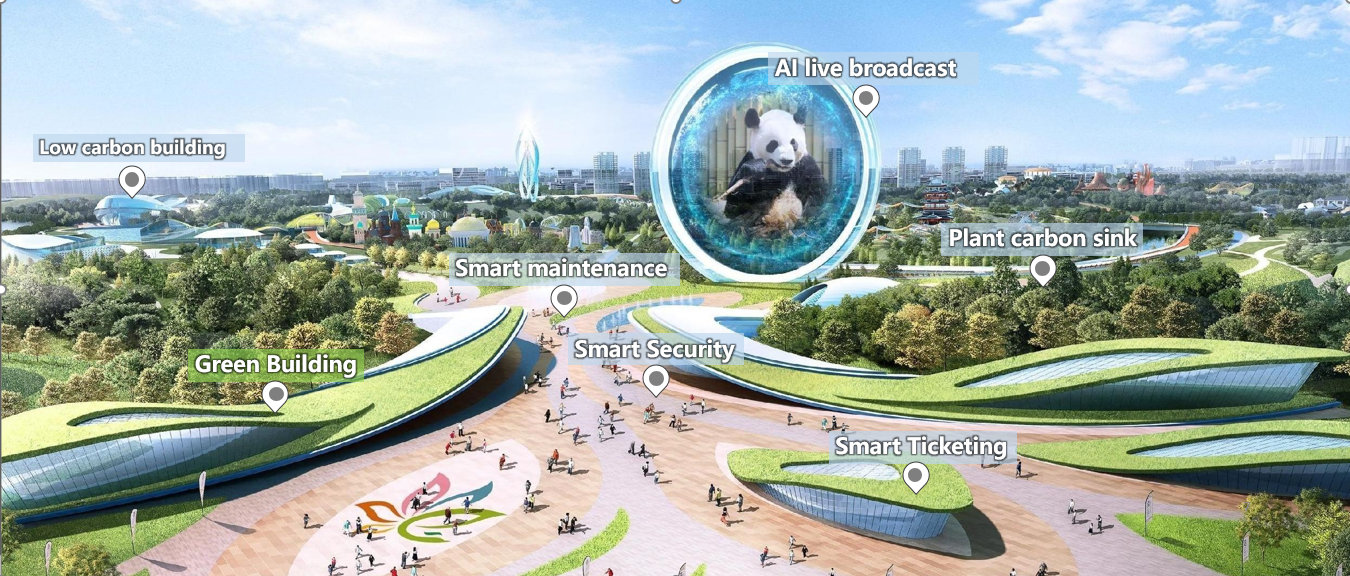 AI live broadcast
Low carbon building
Plant carbon sink
Smart maintenance
Smart Security
Green Building
Smart Ticketing